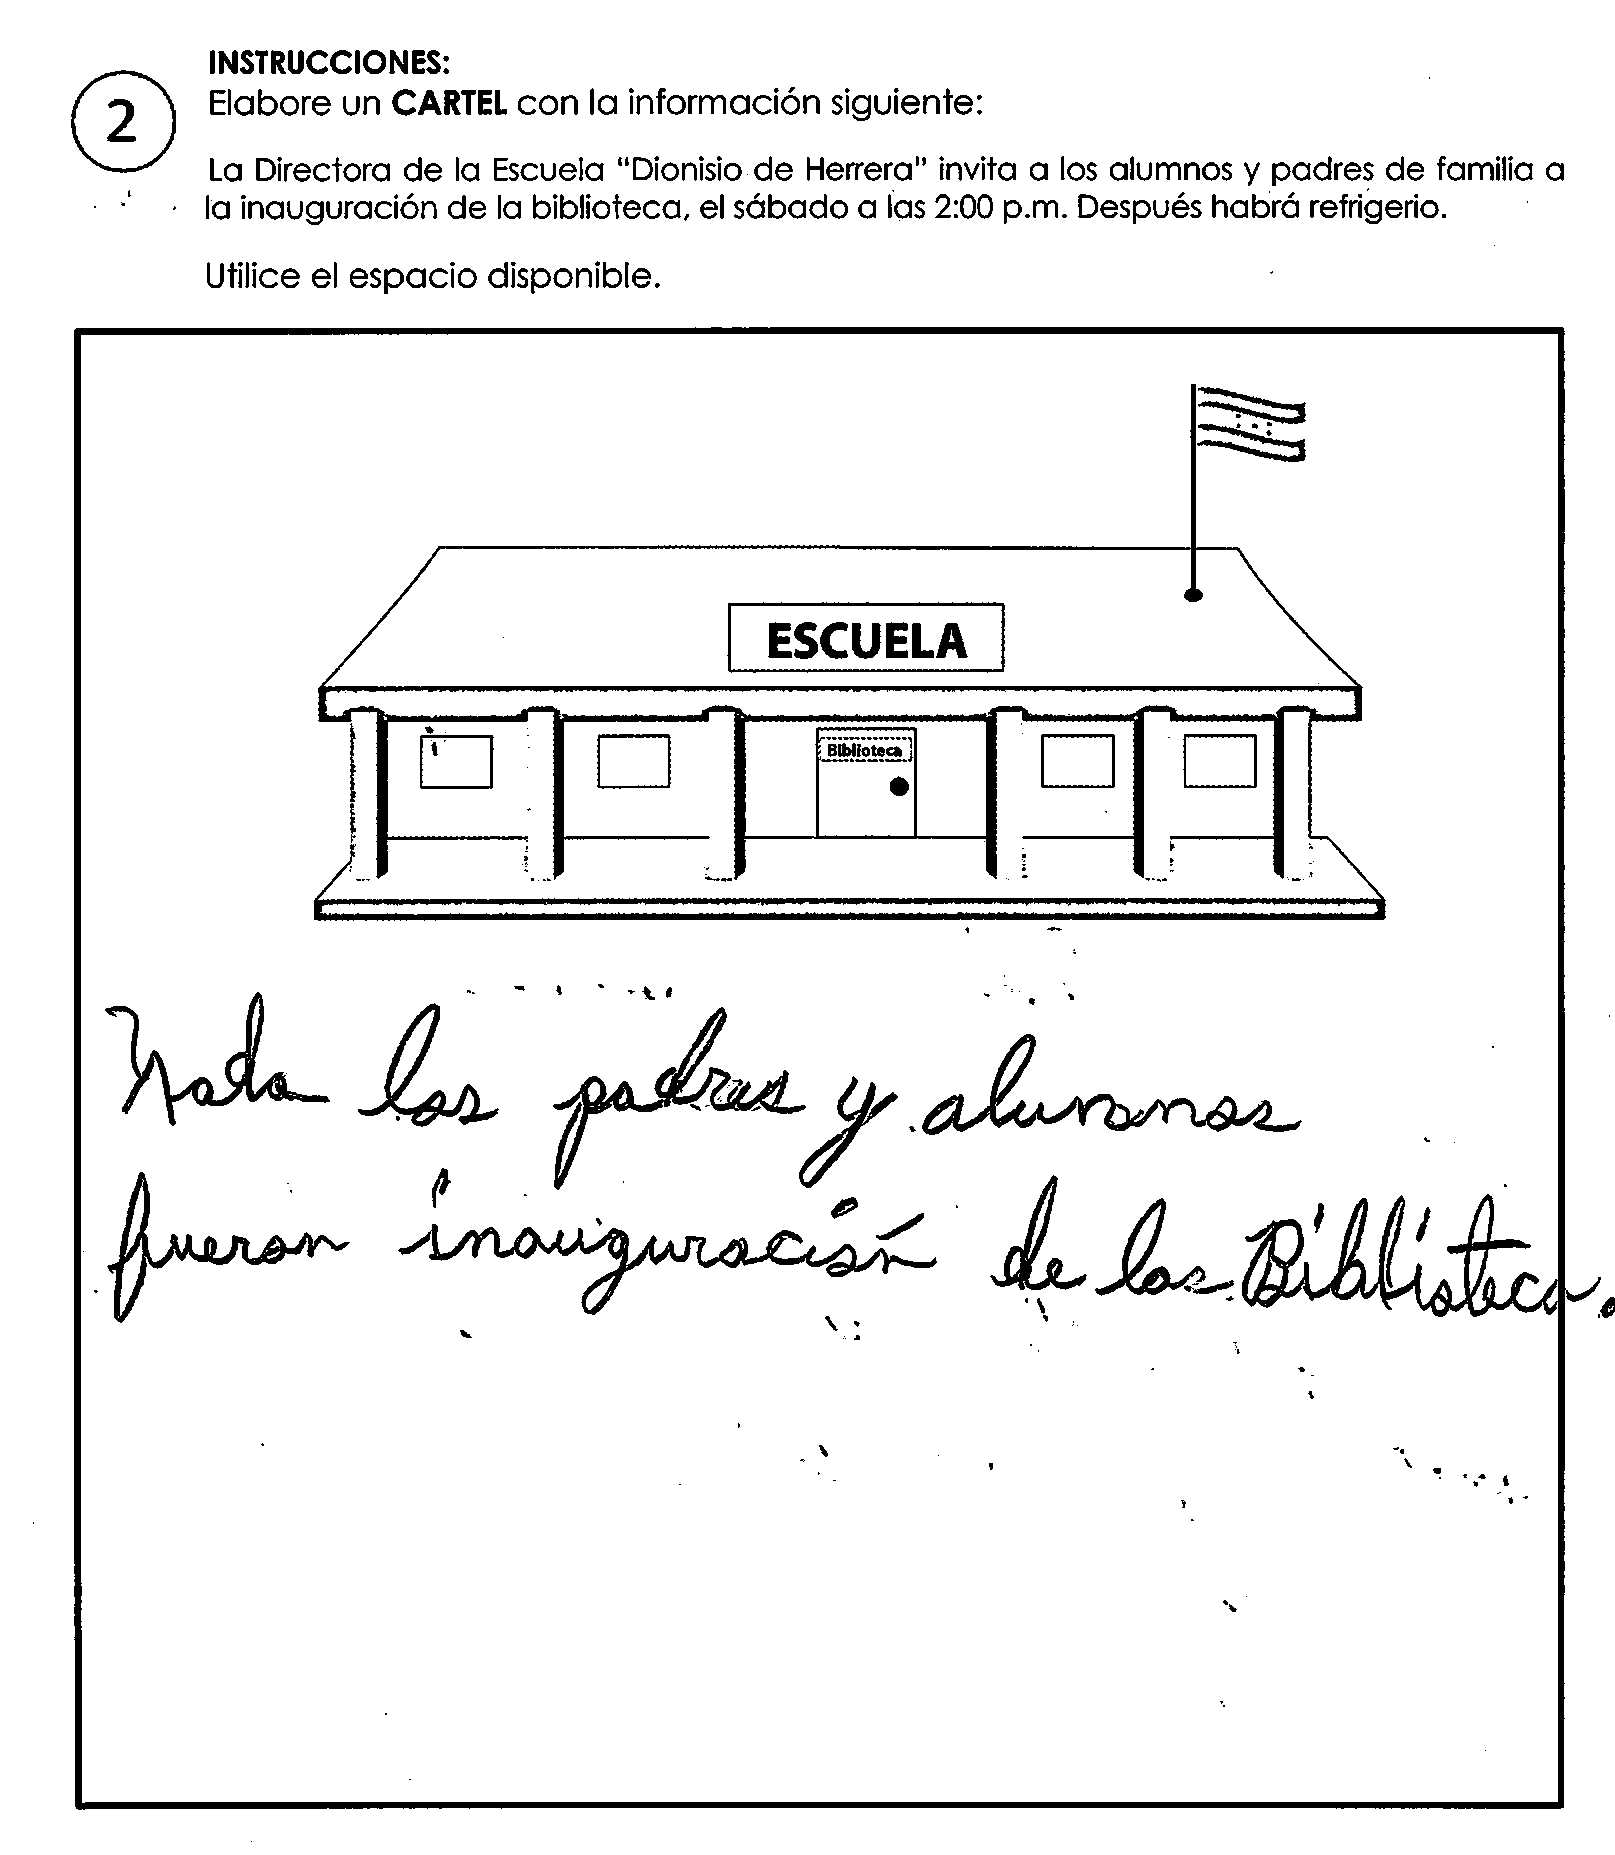 INSTRUCCIONES:
2
Elabore un CARTEL con la información siguiente:
La Directora de la Escuela "Dionisio de Herrera" invita a los alumnos y padres de familia a
la inauguración de la biblioteca, el sábado a las 2:00 p.m. Después habrá refrigerio.
Utilice el espacio disponible.
ESCUELA
Biblioteca
los padres y alumnos
fueron inauguración de las Biblioteca.